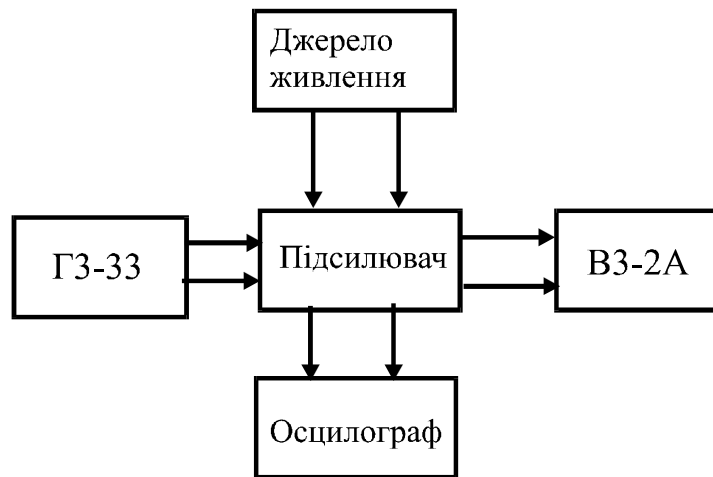 Джерело
живлення
Г3-33
Підсилювач
В3-2А
Осцилограф